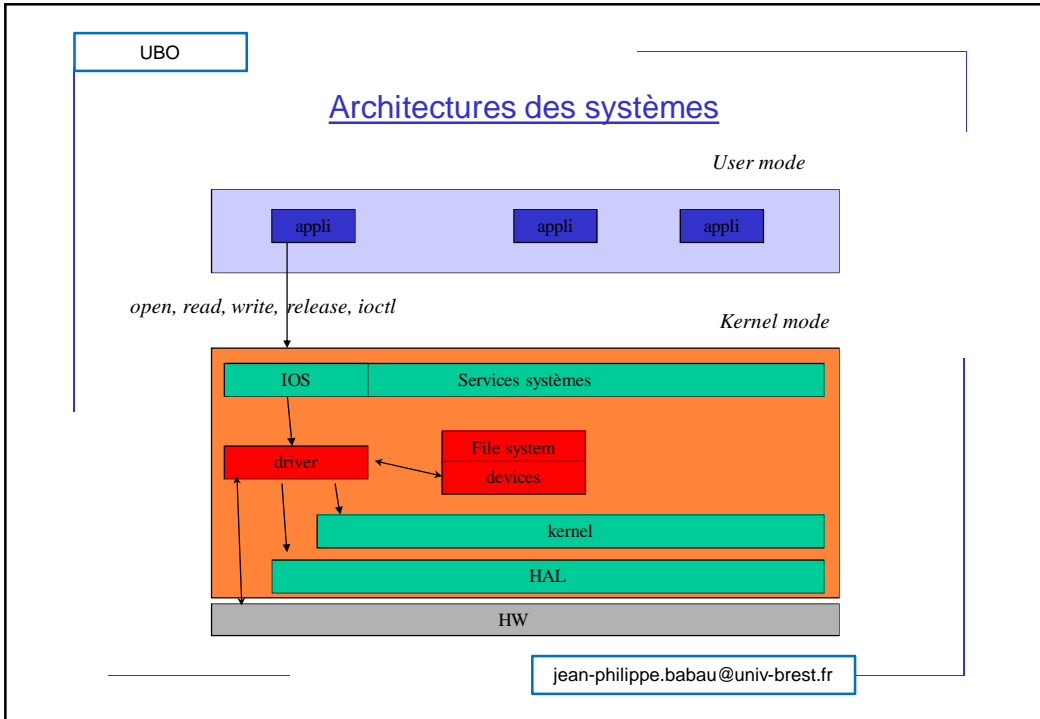 UBO
Architectures des systèmes
User mode
appli appli appli
open, read, write, release, ioctl
Kernel mode
IOS Services systèmes
File system
driver
devices
kernel
HAL
HW
jean-philippe.babau@univ-brest.fr